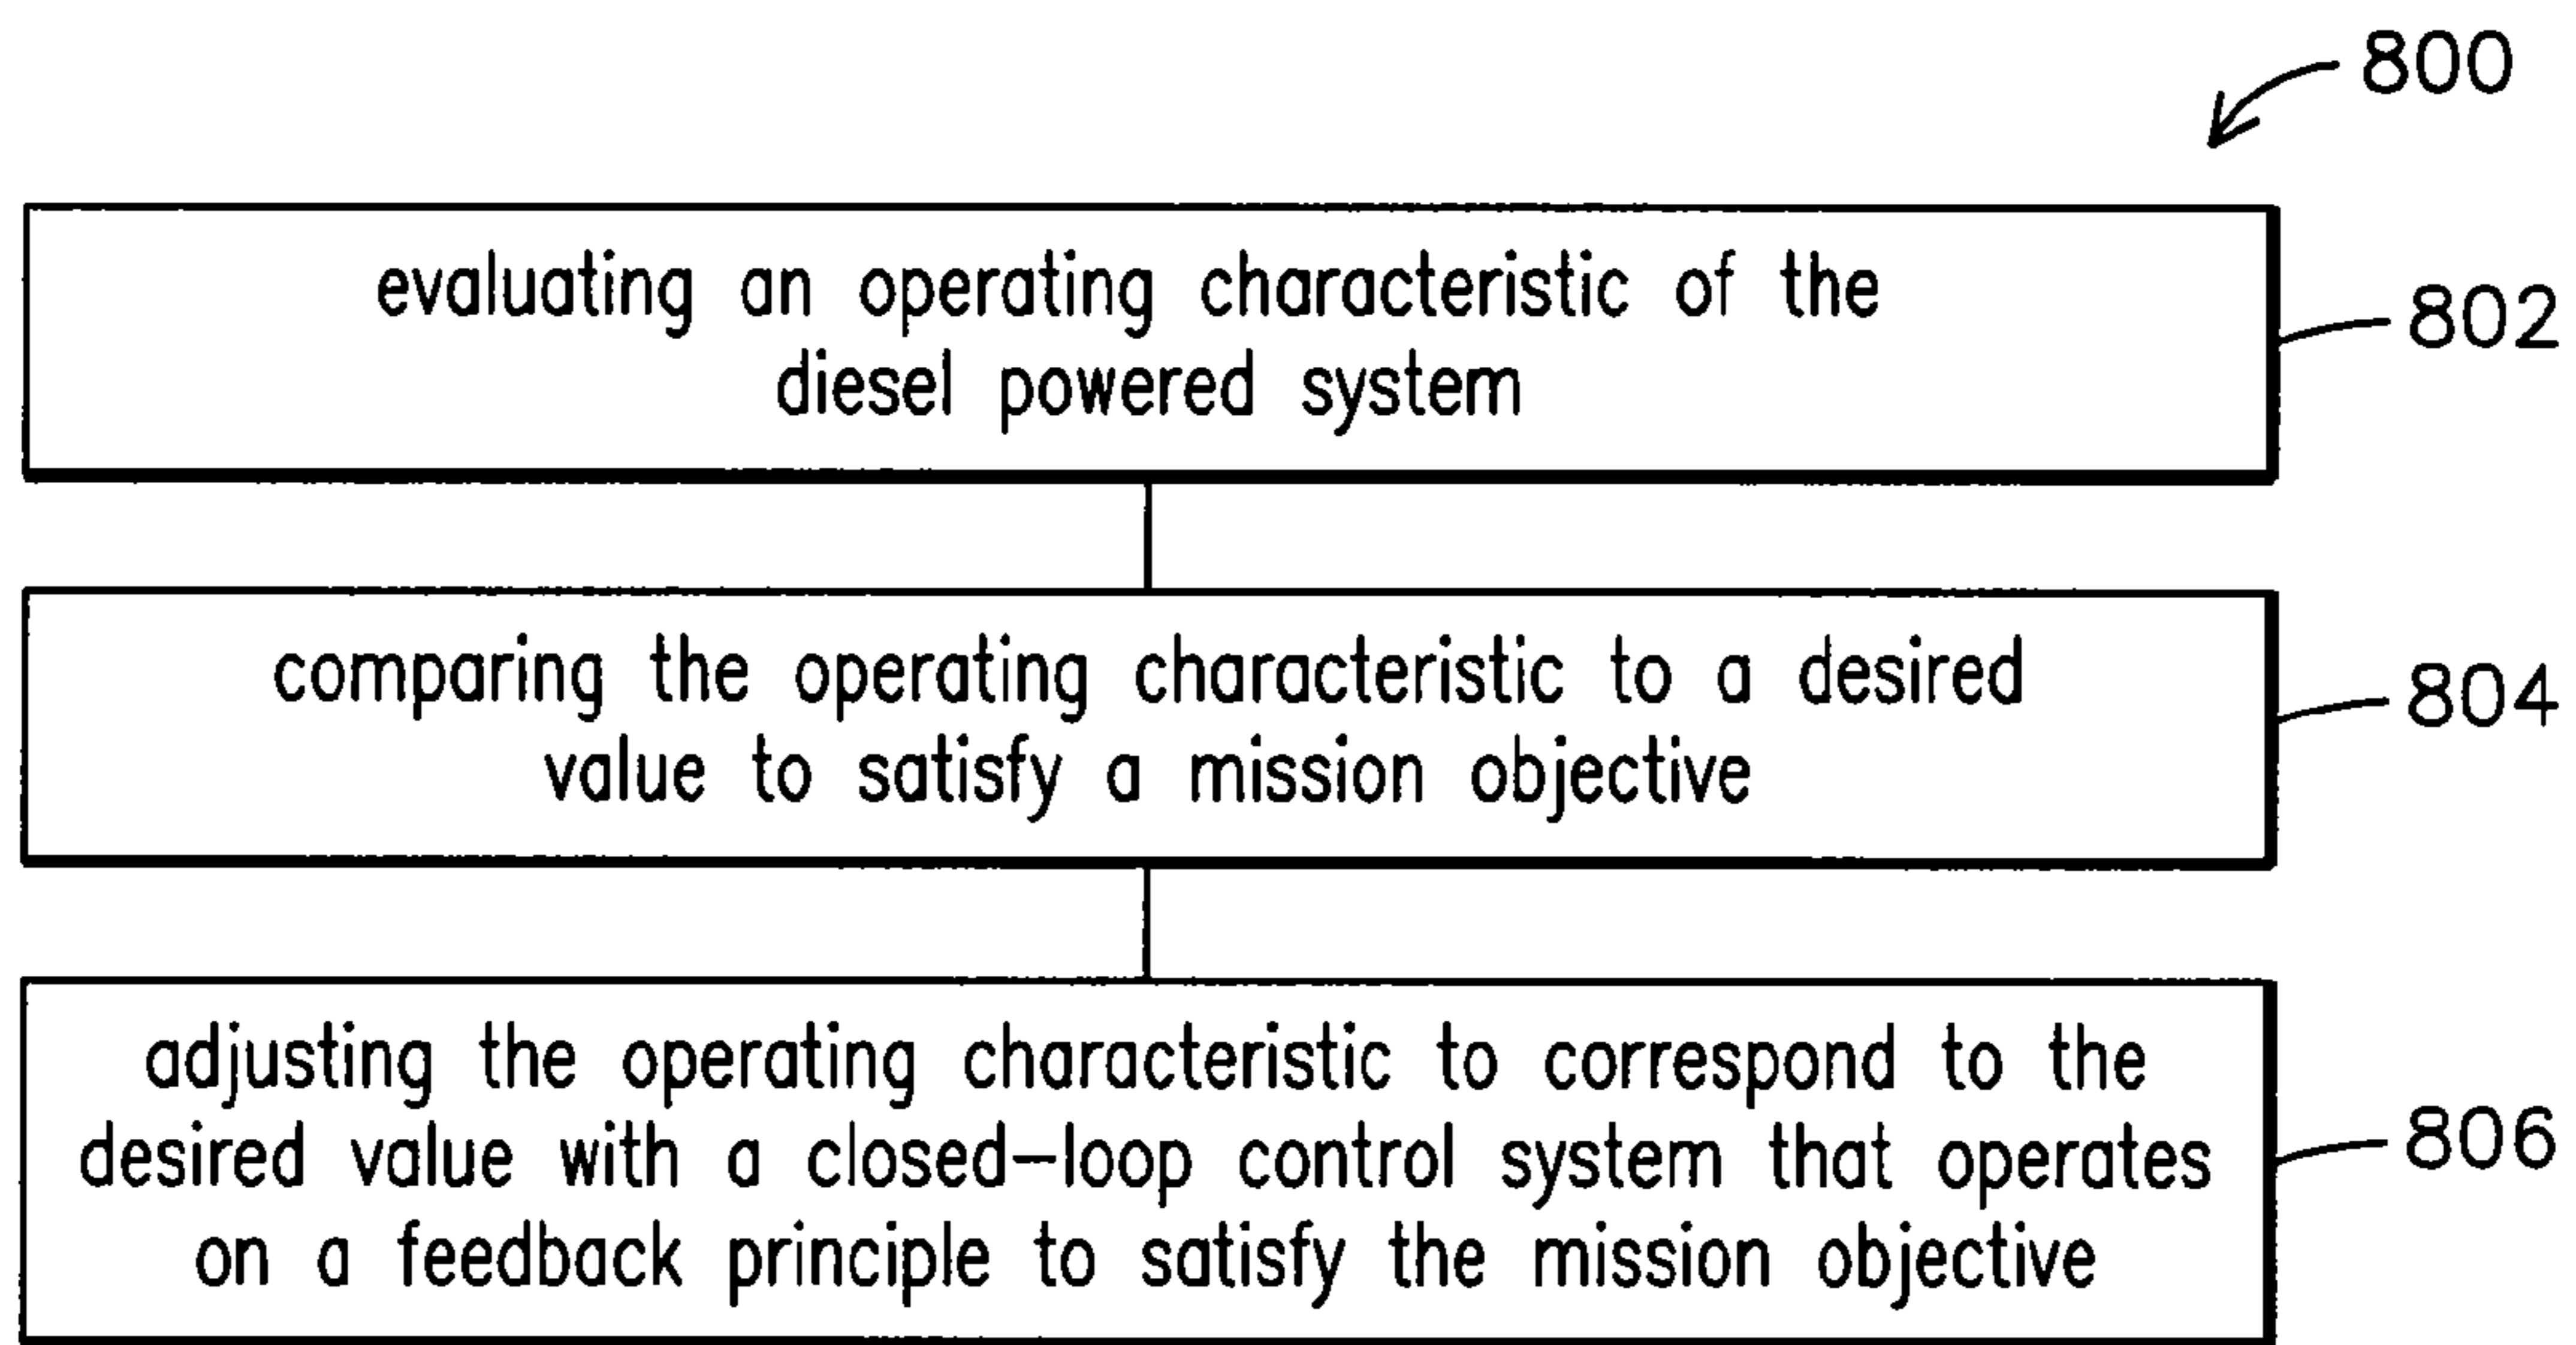 800
evaluating an operating characteristic of the
diesel powered system
802
comparing the operating characteristic to a desired
value to satisfy a mission objective
804
adjusting the operating characteristic to correspond to the
desired value with a closed-loop control system that operates
on a feedback principle to satisfy the mission objective
806